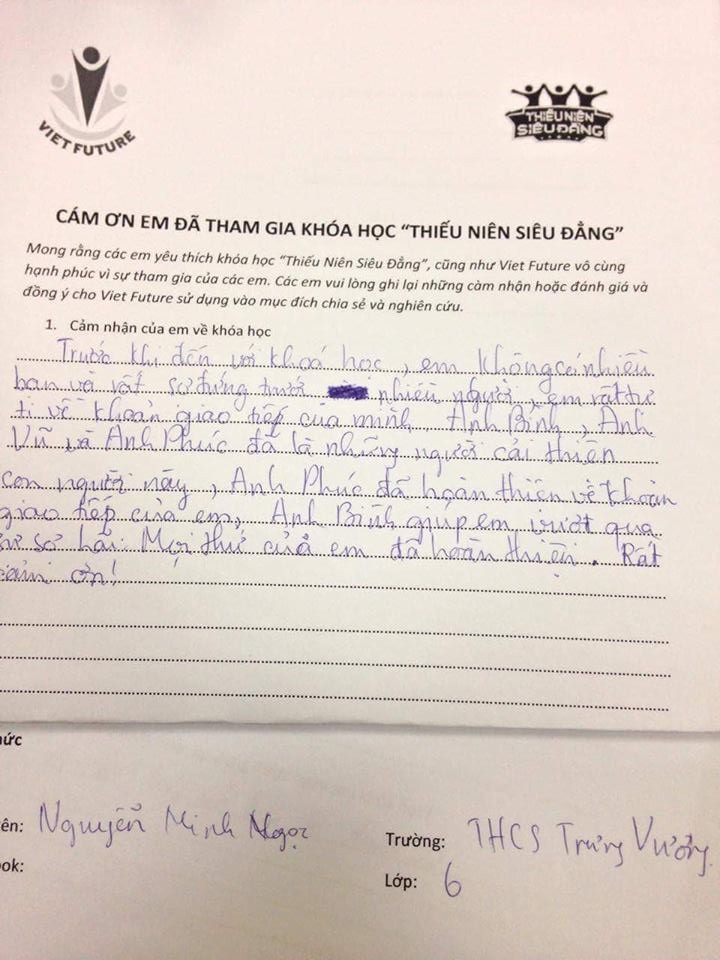 VIET FUTURE
THIẾU NIÊN
SIÊU ĐẲNG
CÁM ƠN EM ĐÃ THAM GIA KHÓA HỌC “THIẾU NIÊN SIÊU ĐẲNG”
Mong rằng các em yêu thích khóa học “Thiếu Niên Siêu Đẳng”, cũng như Viet Future vô cùng
hạnh phúc vì sự tham gia của các em. Các em vui lòng ghi lại những càm nhận hoặc đánh giá và
đồng ý cho Viet Future sử dụng vào mục đích chia sẻ và nghiên cứu.
1. Cảm nhận của em về khóa học
Trước khi đến với khoá học, em không có nhiều
bạn và rất sợ đứng trước nhiều người, em rất tự
ti về khoản giao tiếp của mình. Anh Bình, Anh
Vũ và Anh Phúc đã là những người cải thiện
con người này, Anh Phúc đã hoàn thiện về khoản
giao tiếp của em, Anh Bình giúp em vượt qua
sự sợ hãi. Mọi thứ của em đã hoàn thiện. Rất
cảm ơn!
ức
ên: Nguyễn Minh Ngọc
Trường: THCS Trưng Vương
ook:
Lớp: 6